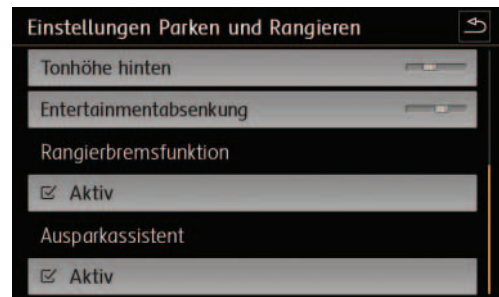 Einstellungen Parken und Rangieren
Tonhöhe hinten
Entertainmentabsenkung
Rangierbremsfunktion
Aktiv
Ausparkassistent
Aktiv